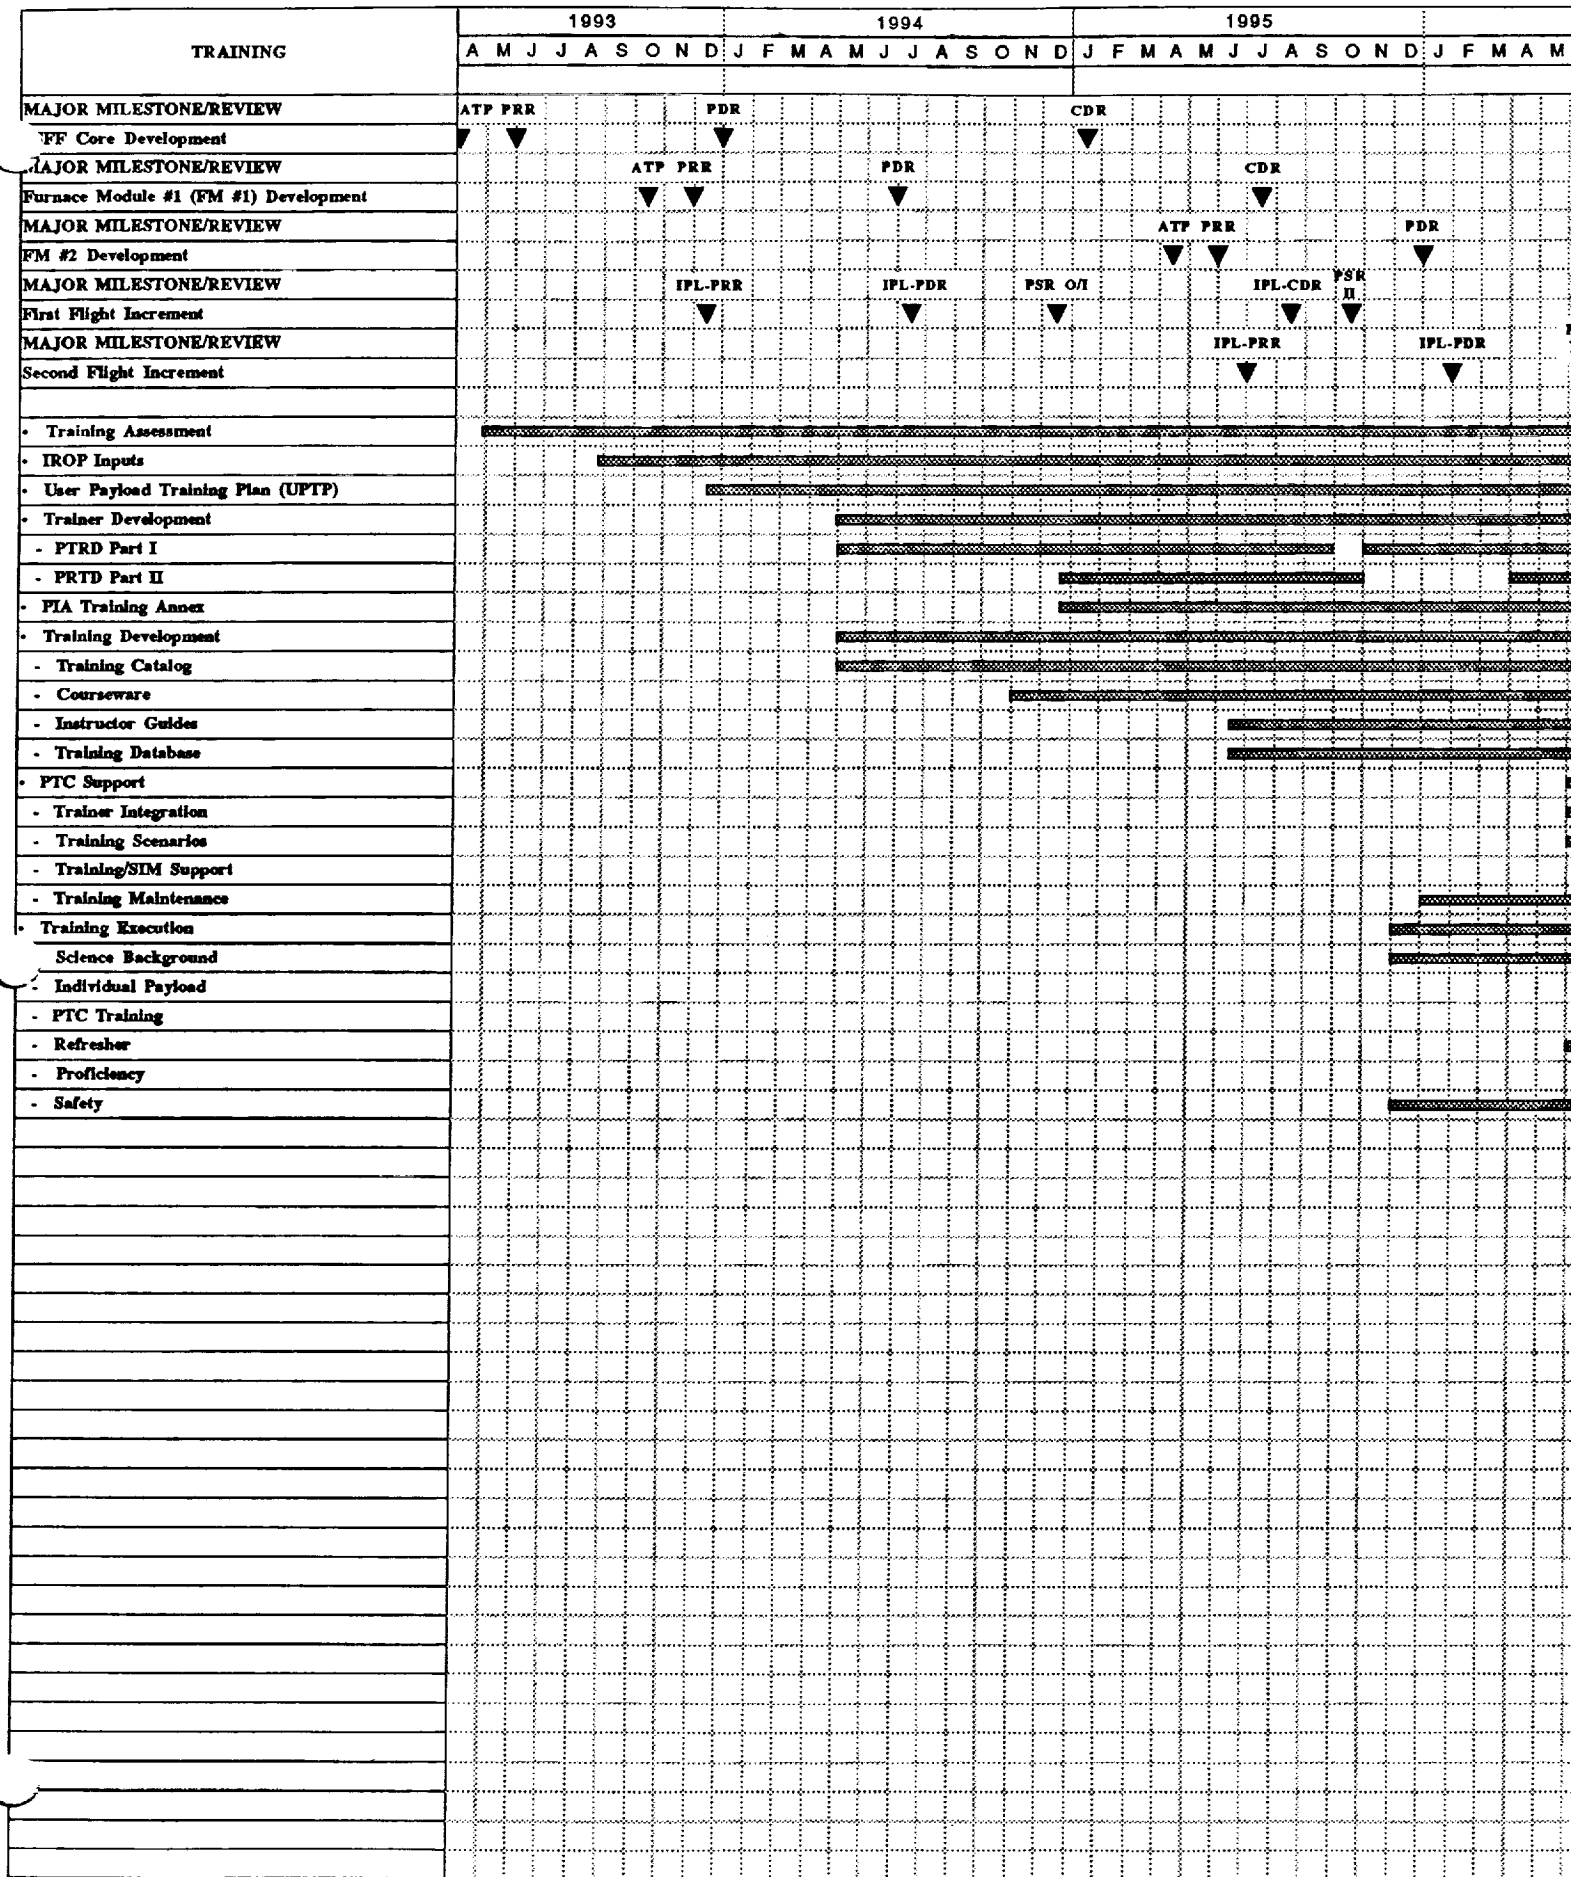 1993 1994 1995
TRAINING A M J J A S O N D J F M A M J J A S O N D J F M A M J J A S O N D J F M A M
MAJOR MILESTONE/REVIEW ATP PRR PDR CDR
FF Core Development
MAJOR MILESTONE/REVIEW ATP PRR PDR CDR
Furnace Module #1 (FM #1) Development
MAJOR MILESTONE/REVIEW ATP PRR PDR
FM #2 Development
MAJOR MILESTONE/REVIEW IPL-PRR IPL-PDR PSR O/I IPL-CDR PSR II
First Flight Increment
MAJOR MILESTONE/REVIEW IPL-PRR IPL-PDR
Second Flight Increment
• Training Assessment
• IROP Inputs
• User Payload Training Plan (UPTP)
• Trainer Development
- PTRD Part I
- PRTD Part II
• PIA Training Annex
• Training Development
- Training Catalog
- Courseware
- Instructor Guides
- Training Database
• PTC Support
- Trainer Integration
- Training Scenarios
- Training/SIM Support
- Training Maintenance
• Training Execution
Science Background
- Individual Payload
- PTC Training
- Refresher
- Proficiency
- Safety